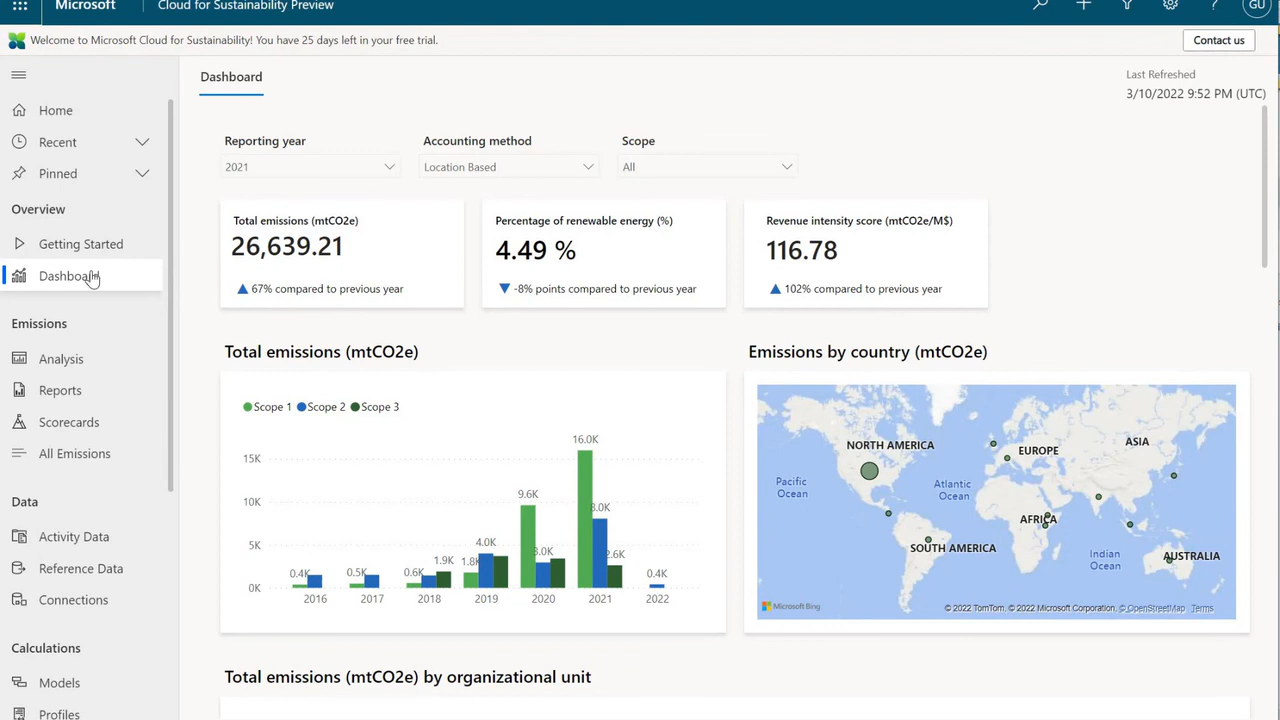 Microsoft Cloud for Sustainability Preview GU
Welcome to Microsoft Cloud for Sustainability! You have 25 days left in your free trial. Contact us
Home
Recent
Pinned
Overview
Getting Started
Dashboard
Emissions
Analysis
Reports
Scorecards
All Emissions
Data
Activity Data
Reference Data
Connections
Calculations
Models
Profiles
Dashboard
Last Refreshed
3/10/2022 9:52 PM (UTC)
Reporting year Accounting method Scope
2021 Location Based All
Total emissions (mtCO2e)
26,639.21
67% compared to previous year
Percentage of renewable energy (%)
4.49 %
-8% points compared to previous year
Revenue intensity score (mtCO2e/M$)
116.78
102% compared to previous year
Total emissions (mtCO2e)
Scope 1 Scope 2 Scope 3
16.0K
15K
9.6K
10K
8.0K
5K
4.0K
3.0K
2.6K
1.9K
1.8K
0.4K 0.5K 0.6K 0.4K
0K
2016 2017 2018 2019 2020 2021 2022
Emissions by country (mtCO2e)
NORTH AMERICA
EUROPE
ASIA
Pacific
Ocean
Atlantic
Ocean
AFRICA
SOUTH AMERICA
Indian
Ocean
AUSTRALIA
Microsoft Bing
© 2022 TomTom, © 2022 Microsoft Corporation, © OpenStreetMap Terms
Total emissions (mtCO2e) by organizational unit